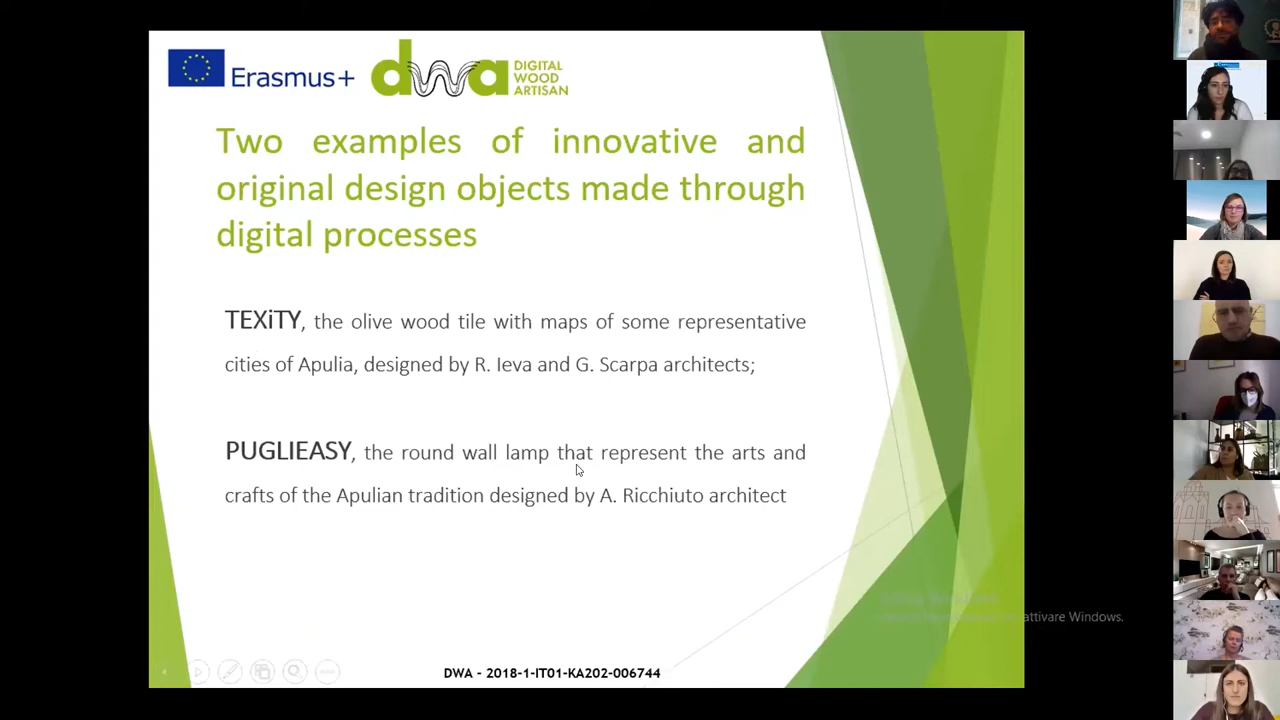 Erasmus+
dwa DIGITAL
WOOD
ARTISAN
Two examples of innovative and
original design objects made through
digital processes
TEXiTY, the olive wood tile with maps of some representative
cities of Apulia, designed by R. Ieva and G. Scarpa architects;
PUGLIEASY, the round wall lamp that represent the arts and
crafts of the Apulian tradition designed by A. Ricchiuto architect
attivare Windows.
DWA - 2018-1-IT01-KA202-006744